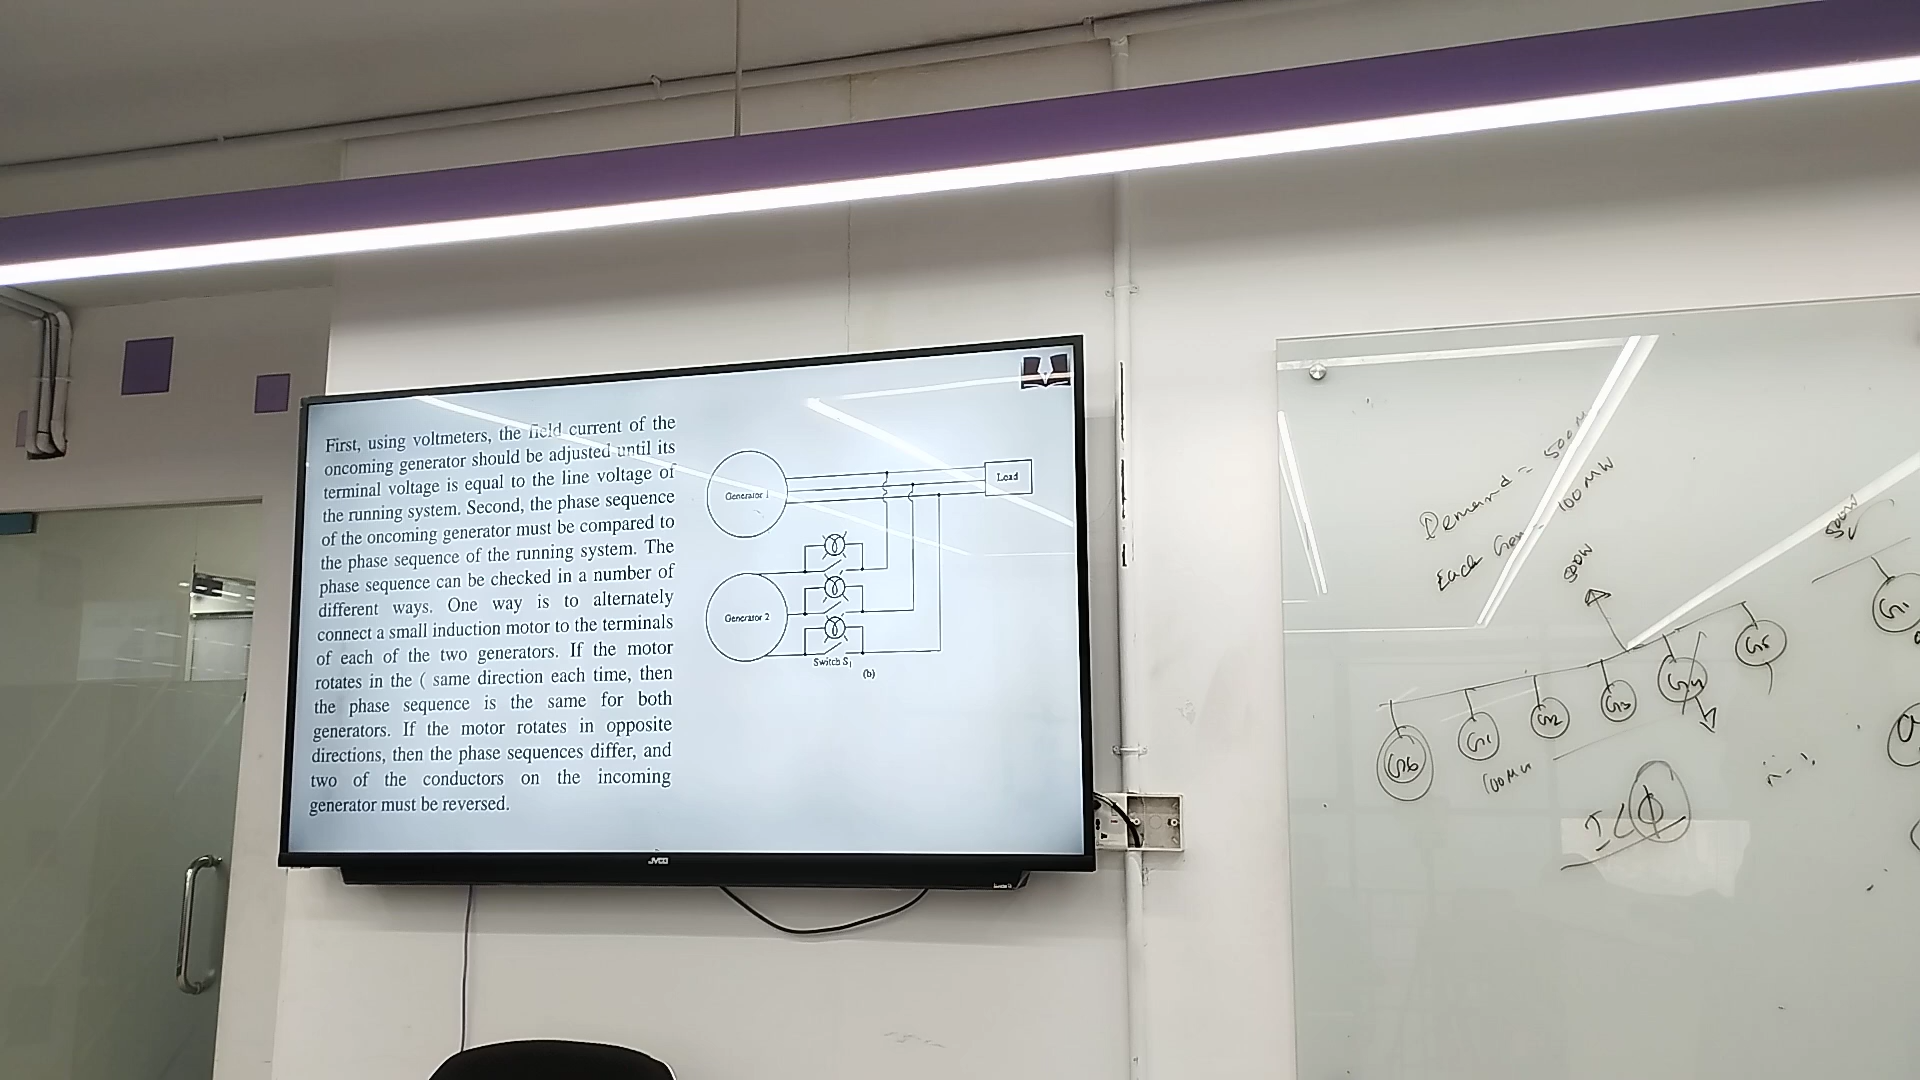 First, using voltmeters, the field current of the
oncoming generator should be adjusted until its
terminal voltage is equal to the line voltage of
the running system. Second, the phase sequence
of the oncoming generator must be compared to
the phase sequence of the running system. The
phase sequence can be checked in a number of
different ways. One way is to alternately
connect a small induction motor to the terminals
of each of the two generators. If the motor
rotates in the ( same direction each time, then
the phase sequence is the same for both
generators. If the motor rotates in opposite
directions, then the phase sequences differ, and
two of the conductors on the incoming
generator must be reversed.
Generator 1
Load
Generator 2
Switch S₁
(b)
JVCO
Demand = 500 M
Each Gen = 100 MW
G6
G1
G2
G3
G4
G5
100 MW
n-1
G1